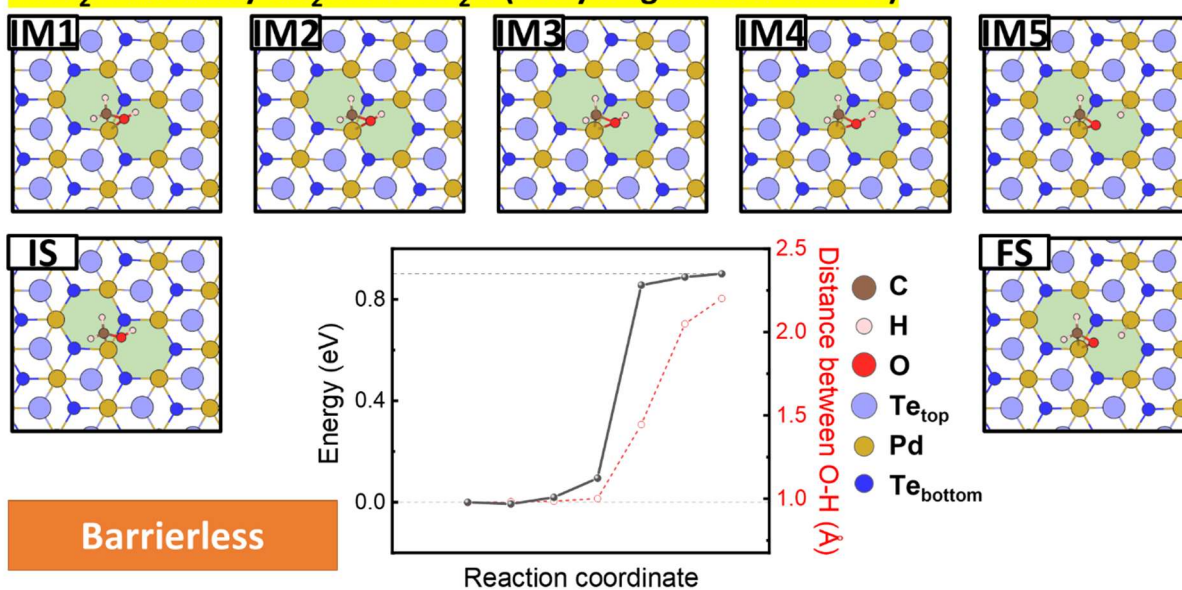 IM1 IM2 IM3 IM4 IM5
IS
FS
2.5
2.0
1.5
1.0
0.8
0.4
0.0
Energy (eV)
Distance between O-H (Å)
Reaction coordinate
C
H
O
Te_top
Pd
Te_bottom
Barrierless